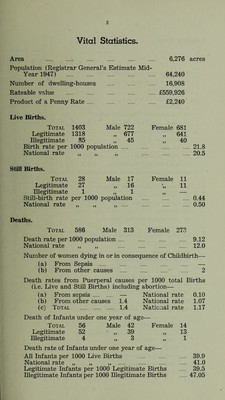 3
Vital Statistics.
Area 6,276 acres
Population (Registrar General's Estimate Mid-
Year 1947) 64,240
Number of dwelling-houses 16,908
Rateable value £559,926
Product of a Penny Rate £2,240
Live Births.
Total 1403 Male 722 Female 681
Legitimate 1318 „ 677 „ 641
Illegitimate 85 „ 45 „ 40
Birth rate per 1000 population 21.8
National rate „ „ „ 20.5
Still Births.
Total 28 Male 17 Female 11
Legitimate 27 „ 16 „ 11
Illegitimate 1 „ 1 —
Still-birth rate per 1000 population 0.44
National rate „ „ „ 0.50
Deaths.
Total 586 Male 313 Female 273
Death rate per 1000 population 9.12
National rate „ „ 12.0
Number of women dying in or in consequence of Childbirth—
(a) From Sepsis —
(b) From other causes 2
Death rates from Puerperal causes per 1000 total Births
(i.e. Live and Still Births) including abortion—
(a) From sepsis — National rate 0.10
(b) From other causes 1.4 National rate 1.07
(c) Total 1.4 National rate 1.17
Death of Infants under one year of age—
Total 56 Male 42 Female 14
Legitimate 52 „ 39 „ 13
Illegitimate 4 „ 3 „ 1
Death rate of Infants under one year of age—
All Infants per 1000 Live Births 39.9
National rate „ „ „ 41.0
Legitimate Infants per 1000 Legitimate Births 39.5
Illegitimate Infants per 1000 Illegitimate Births 47.05